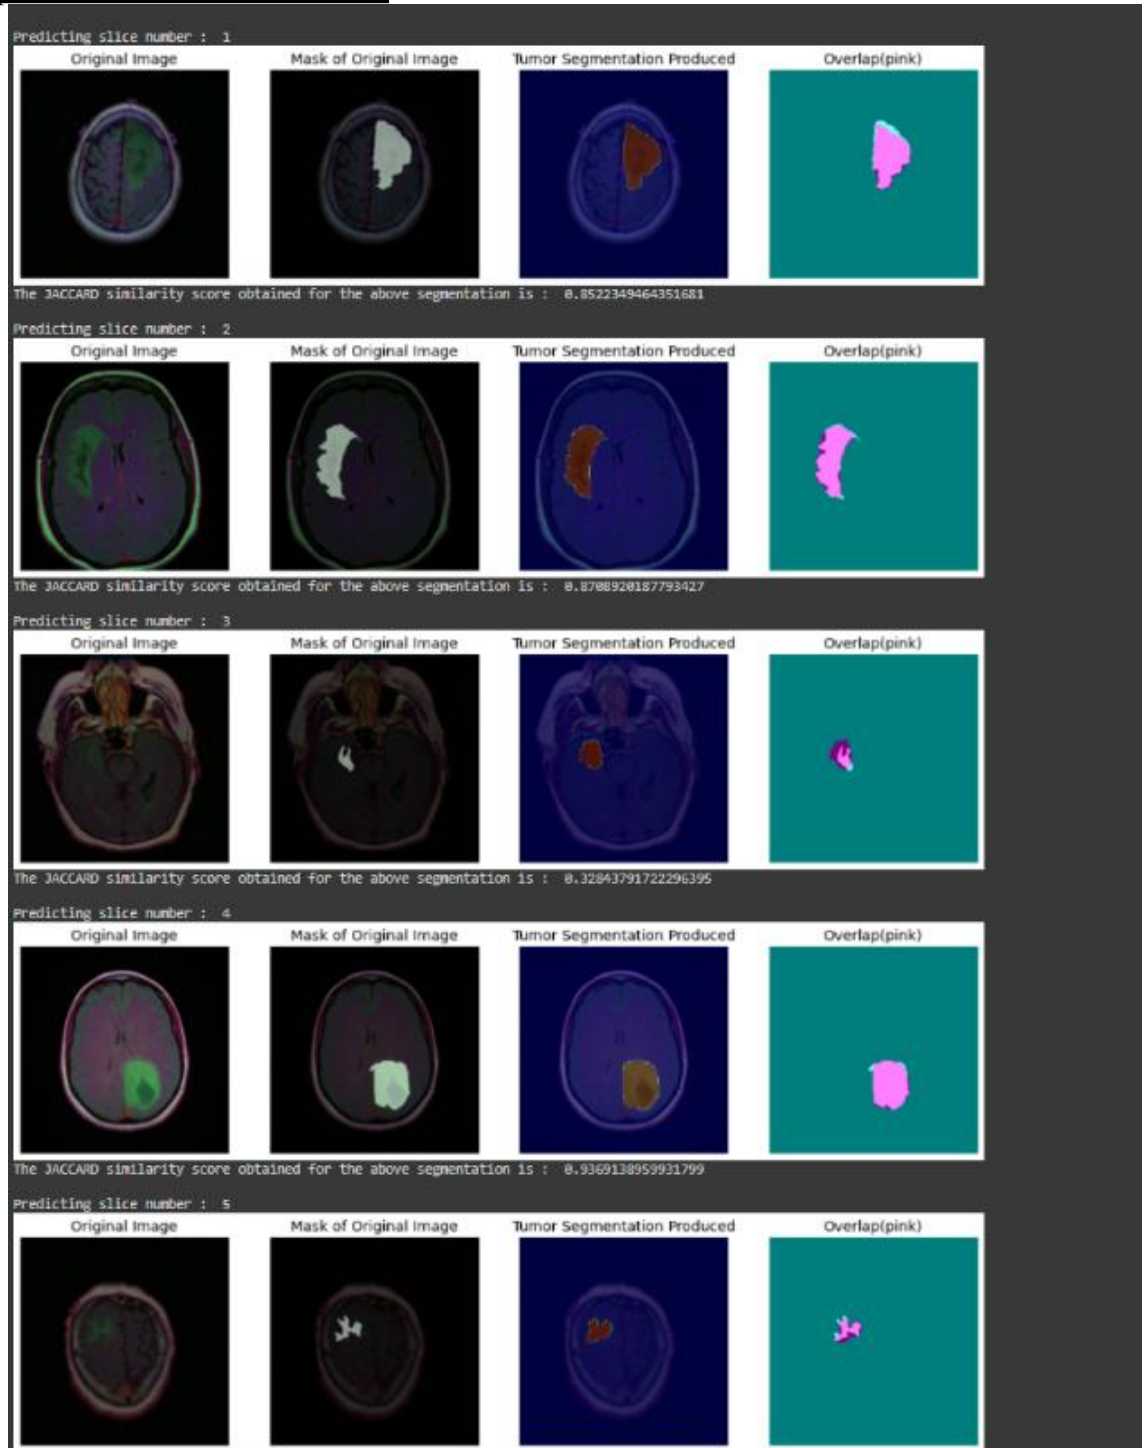 Predicting slice number : 1
Original Image Mask of Original Image Tumor Segmentation Produced Overlap(pink)
The JACCARD similarity score obtained for the above segmentation is : 0.8522349464351681
Predicting slice number : 2
Original Image Mask of Original Image Tumor Segmentation Produced Overlap(pink)
The JACCARD similarity score obtained for the above segmentation is : 0.8708920187793427
Predicting slice number : 3
Original Image Mask of Original Image Tumor Segmentation Produced Overlap(pink)
The JACCARD similarity score obtained for the above segmentation is : 0.32843791722296395
Predicting slice number : 4
Original Image Mask of Original Image Tumor Segmentation Produced Overlap(pink)
The JACCARD similarity score obtained for the above segmentation is : 0.9369138959931799
Predicting slice number : 5
Original Image Mask of Original Image Tumor Segmentation Produced Overlap(pink)